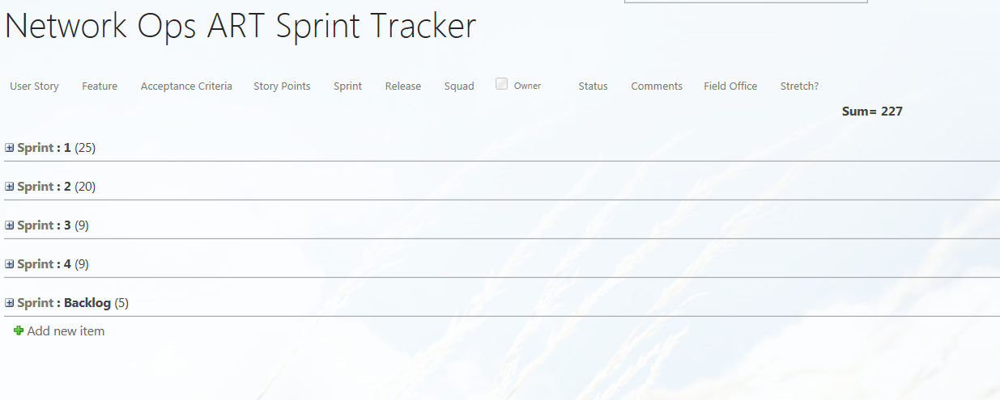 Network Ops ART Sprint Tracker
User Story Feature Acceptance Criteria Story Points Sprint Release Squad Owner Status Comments Field Office Stretch?
Sum= 227
Sprint : 1 (25)
Sprint : 2 (20)
Sprint : 3 (9)
Sprint : 4 (9)
Sprint : Backlog (5)
Add new item